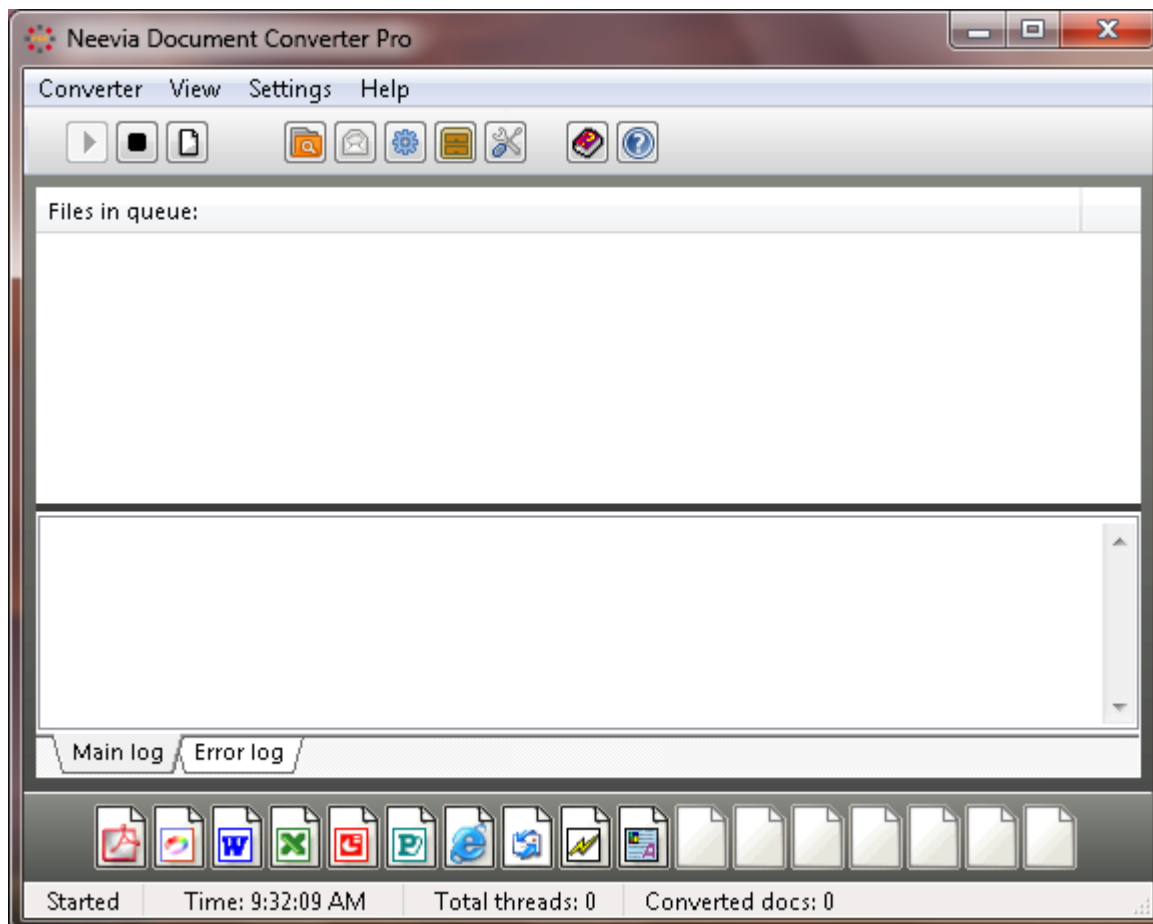 Neevia Document Converter Pro
Converter View Settings Help
Files in queue:
Main log Error log
Started Time: 9:32:09 AM Total threads: 0 Converted docs: 0